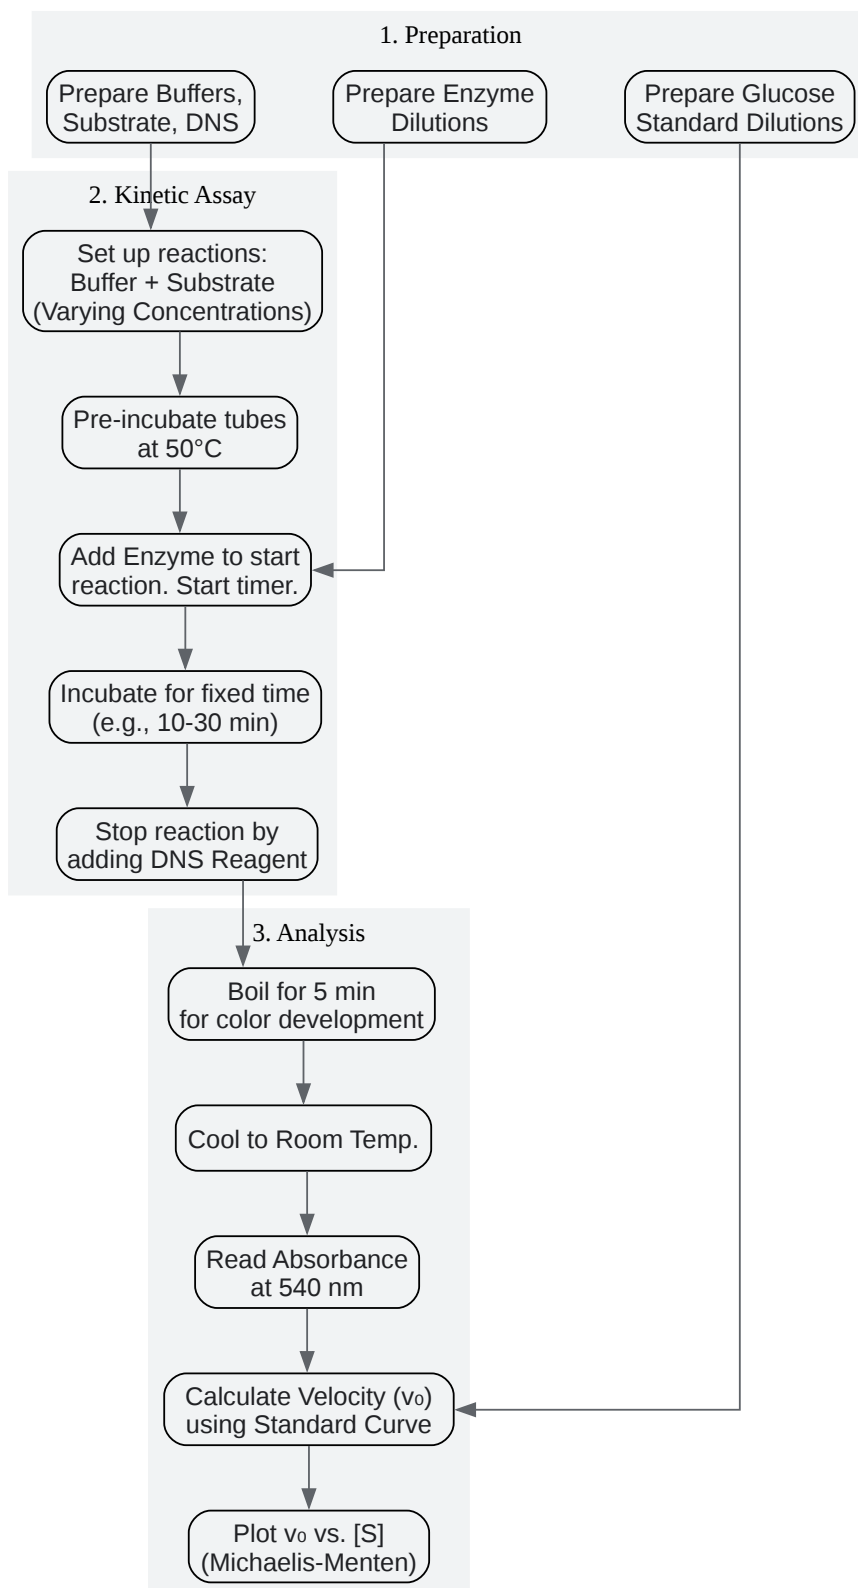 1. Preparation
Prepare Buffers,
Substrate, DNS
Prepare Enzyme
Dilutions
Prepare Glucose
Standard Dilutions
2. Kinetic Assay
Set up reactions:
Buffer + Substrate
(Varying Concentrations)
Pre-incubate tubes
at 50°C
Add Enzyme to start
reaction. Start timer.
Incubate for fixed time
(e.g., 10-30 min)
Stop reaction by
adding DNS Reagent
3. Analysis
Boil for 5 min
for color development
Cool to Room Temp.
Read Absorbance
at 540 nm
Calculate Velocity (v₀)
using Standard Curve
Plot v₀ vs. [S]
(Michaelis-Menten)